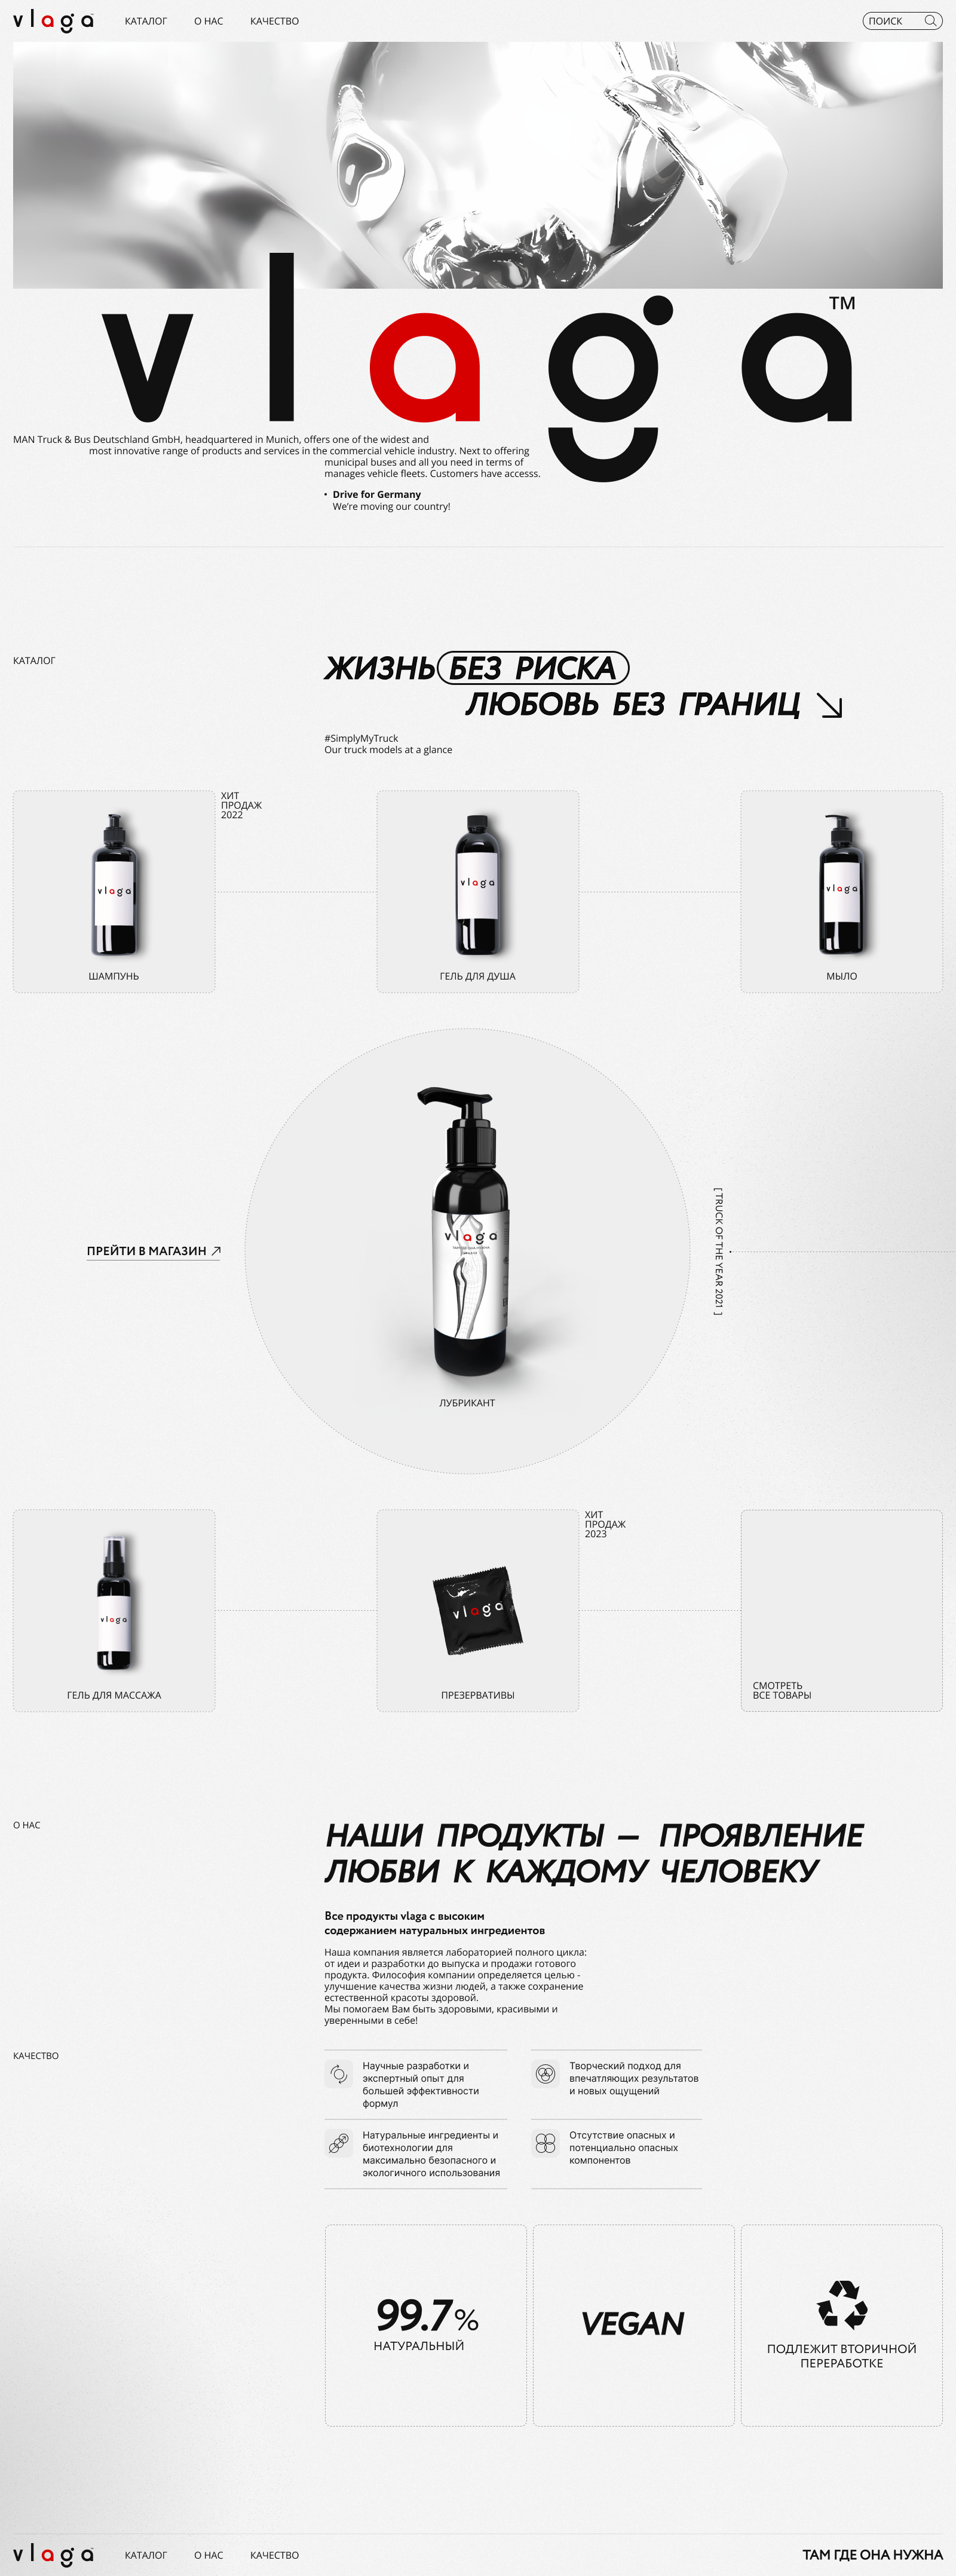 vlaga
КАТАЛОГ О НАС КАЧЕСТВО
ПОИСК
vlaga™
MAN Truck & Bus Deutschland GmbH, headquartered in Munich, offers one of the widest and
most innovative range of products and services in the commercial vehicle industry. Next to offering
municipal buses and all you need in terms of
manages vehicle fleets. Customers have accesss.
• Drive for Germany
We're moving our country!
КАТАЛОГ
ЖИЗНЬ БЕЗ РИСКА
ЛЮБОВЬ БЕЗ ГРАНИЦ
#SimplyMyTruck
Our truck models at a glance
ХИТ
ПРОДАЖ
2022
vlaga
vlaga
vlaga
ШАМПУНЬ
ГЕЛЬ ДЛЯ ДУША
МЫЛО
vlaga
ПРЕЙТИ В МАГАЗИН
[ TRUCK OF THE YEAR 2021 ]
ЛУБРИКАНТ
ХИТ
ПРОДАЖ
2023
vlaga
vlaga
ГЕЛЬ ДЛЯ МАССАЖА
ПРЕЗЕРВАТИВЫ
СМОТРЕТЬ
ВСЕ ТОВАРЫ
О НАС
НАШИ ПРОДУКТЫ — ПРОЯВЛЕНИЕ
ЛЮБВИ К КАЖДОМУ ЧЕЛОВЕКУ
Все продукты vlaga с высоким
содержанием натуральных ингредиентов
Наша компания является лабораторией полного цикла:
от идеи и разработки до выпуска и продажи готового
продукта. Философия компании определяется целью -
улучшение качества жизни людей, а также сохранение
естественной красоты здоровой.
Мы помогаем Вам быть здоровыми, красивыми и
уверенными в себе!
КАЧЕСТВО
Научные разработки и
экспертный опыт для
большей эффективности
формул
Творческий подход для
впечатляющих результатов
и новых ощущений
Натуральные ингредиенты и
биотехнологии для
максимально безопасного и
экологичного использования
Отсутствие опасных и
потенциально опасных
компонентов
99.7%
НАТУРАЛЬНЫЙ
VEGAN
ПОДЛЕЖИТ ВТОРИЧНОЙ
ПЕРЕРАБОТКЕ
vlaga
КАТАЛОГ О НАС КАЧЕСТВО
ТАМ ГДЕ ОНА НУЖНА